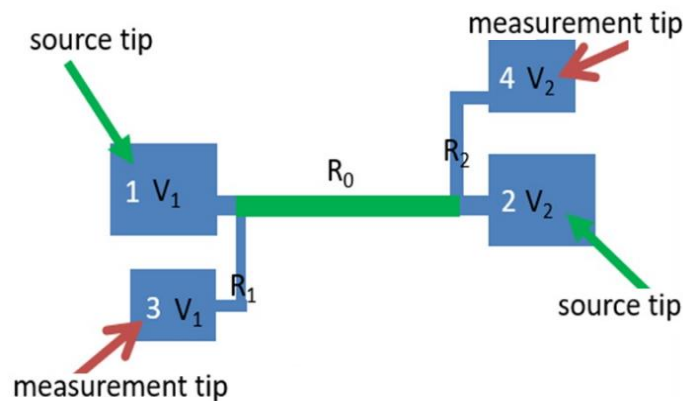 measurement tip
source tip
4 V₂
R₂
R₀
1 V₁
2 V₂
R₁
3 V₁
source tip
measurement tip